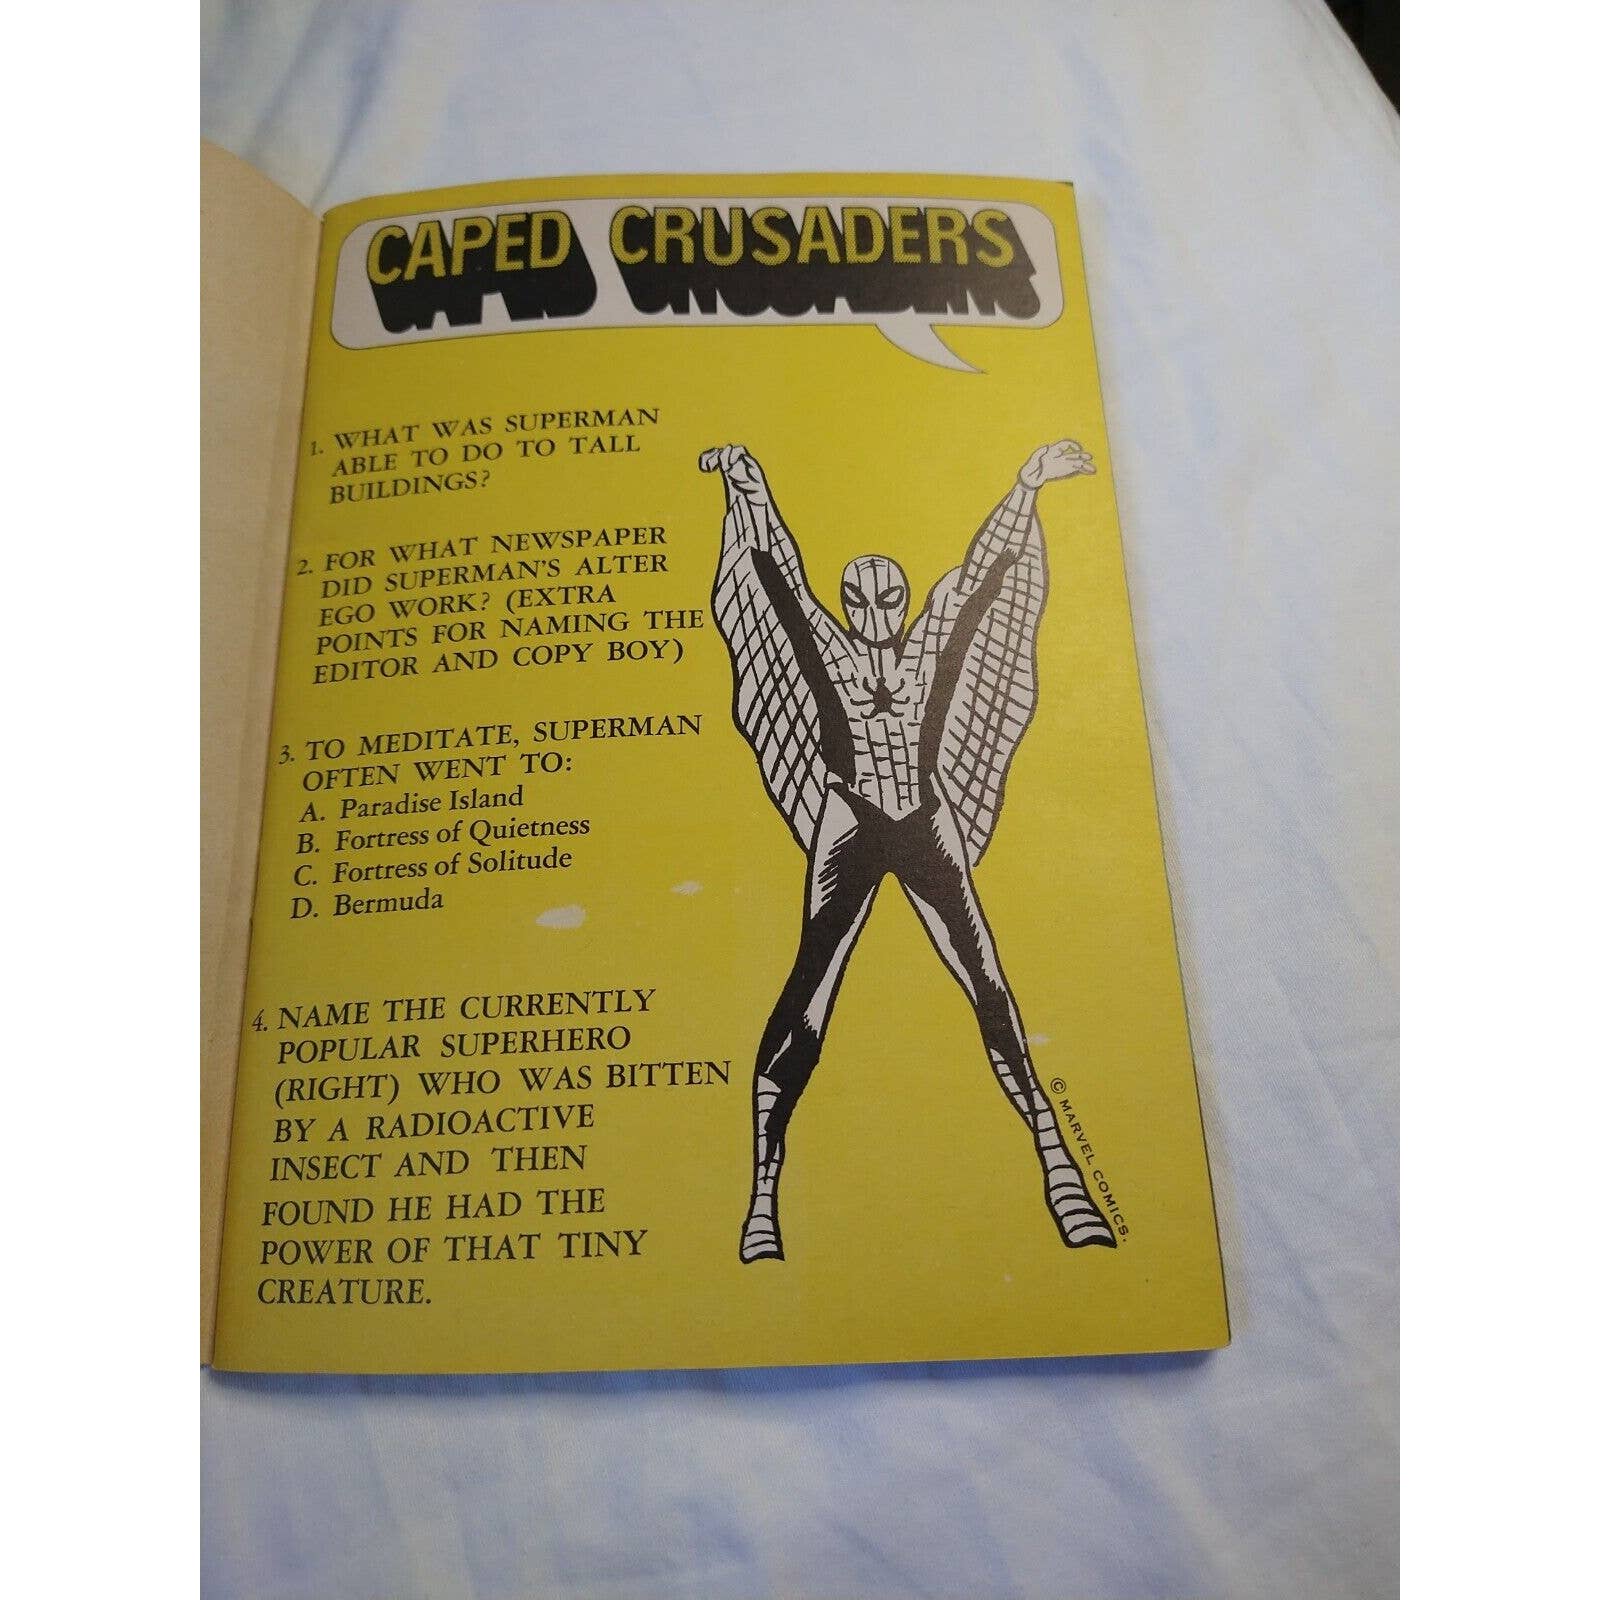 CAPED CRUSADERS
1. WHAT WAS SUPERMAN
ABLE TO DO TO TALL
BUILDINGS?
2. FOR WHAT NEWSPAPER
DID SUPERMAN'S ALTER
EGO WORK? (EXTRA
POINTS FOR NAMING THE
EDITOR AND COPY BOY)
3. TO MEDITATE, SUPERMAN
OFTEN WENT TO:
A. Paradise Island
B. Fortress of Quietness
C. Fortress of Solitude
D. Bermuda
4. NAME THE CURRENTLY
POPULAR SUPERHERO
(RIGHT) WHO WAS BITTEN
BY A RADIOACTIVE
INSECT AND THEN
FOUND HE HAD THE
POWER OF THAT TINY
CREATURE.
© MARVEL COMICS.